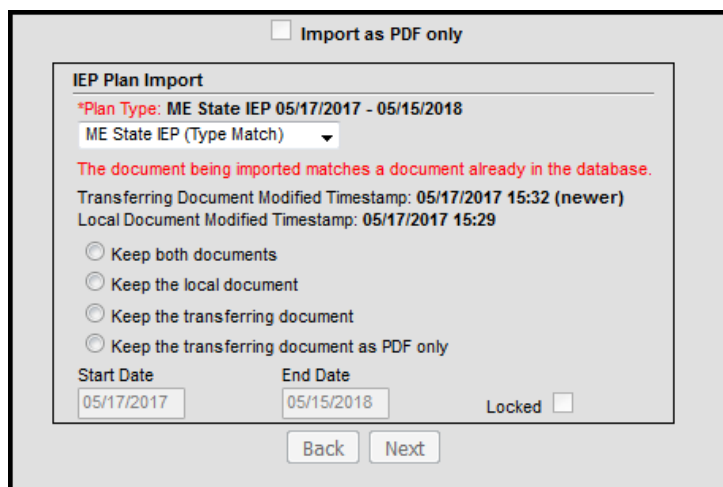 Import as PDF only
IEP Plan Import
*Plan Type: ME State IEP 05/17/2017 - 05/15/2018
ME State IEP (Type Match)
The document being imported matches a document already in the database.
Transferring Document Modified Timestamp: 05/17/2017 15:32 (newer)
Local Document Modified Timestamp: 05/17/2017 15:29
Keep both documents
Keep the local document
Keep the transferring document
Keep the transferring document as PDF only
Start Date End Date
05/17/2017 05/15/2018 Locked
Back Next